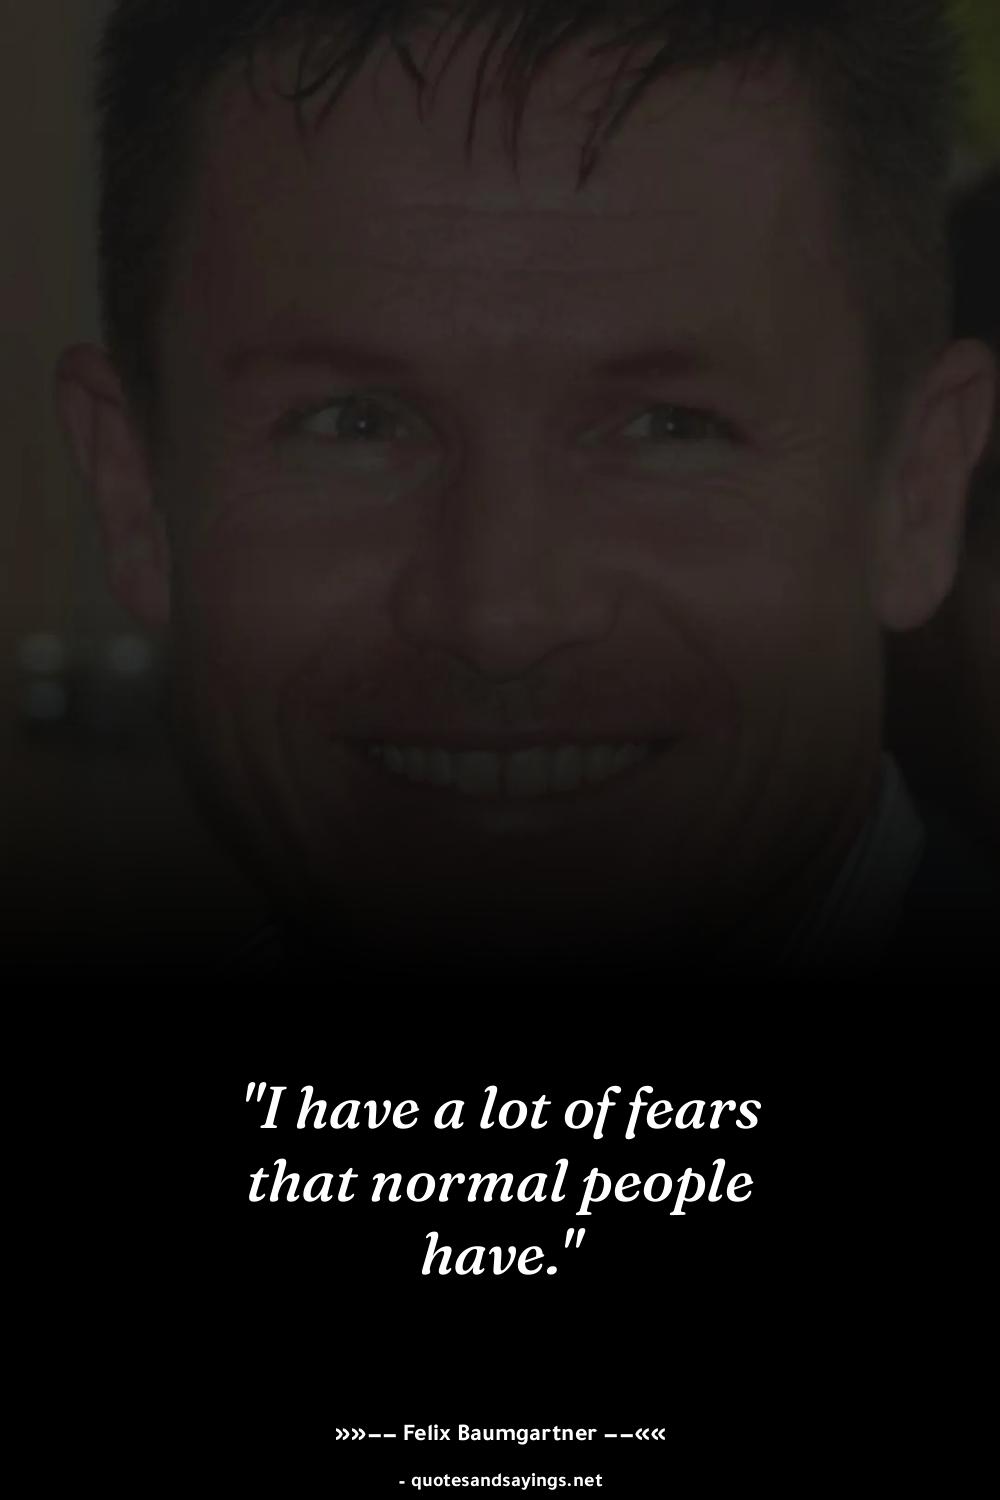 "I have a lot of fears
that normal people
have."
»»–– Felix Baumgartner ––««
- quotesandsayings.net